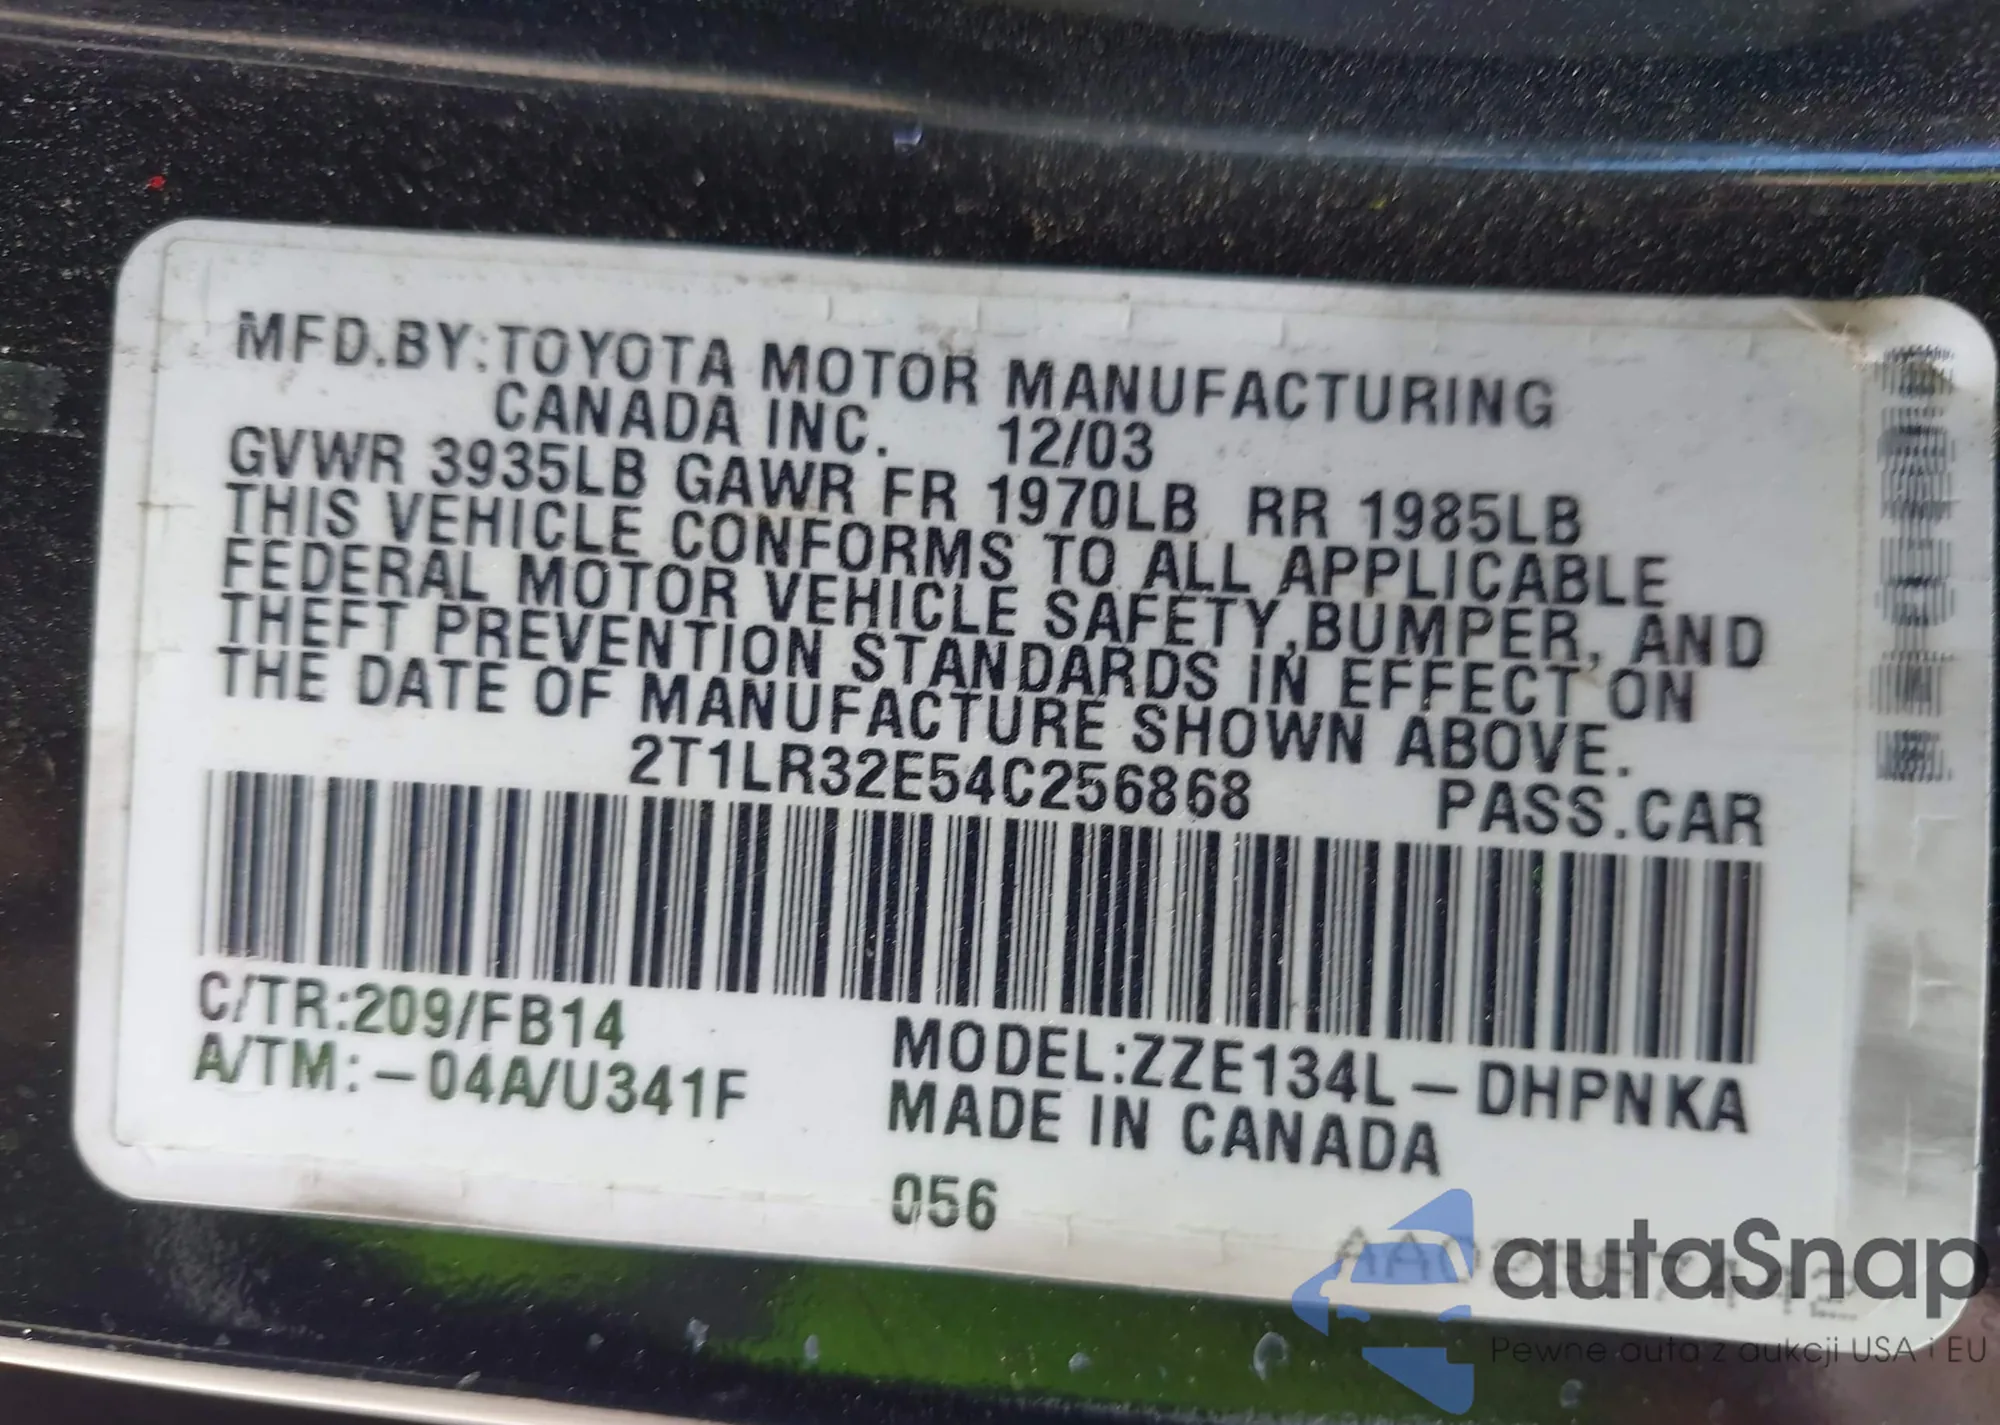 MFD.BY:TOYOTA MOTOR MANUFACTURING
CANADA INC. 12/03
GVWR 3935LB GAWR FR 1970LB RR 1985LB
THIS VEHICLE CONFORMS TO ALL APPLICABLE
FEDERAL MOTOR VEHICLE SAFETY,BUMPER, AND
THEFT PREVENTION STANDARDS IN EFFECT ON
THE DATE OF MANUFACTURE SHOWN ABOVE.
2T1LR32E54C256868 PASS.CAR
C/TR:209/FB14
A/TM:-04A/U341F
MODEL:ZZE134L-DHPNKA
MADE IN CANADA
056
autaSnap
Pewne auta z aukcji USA i EU